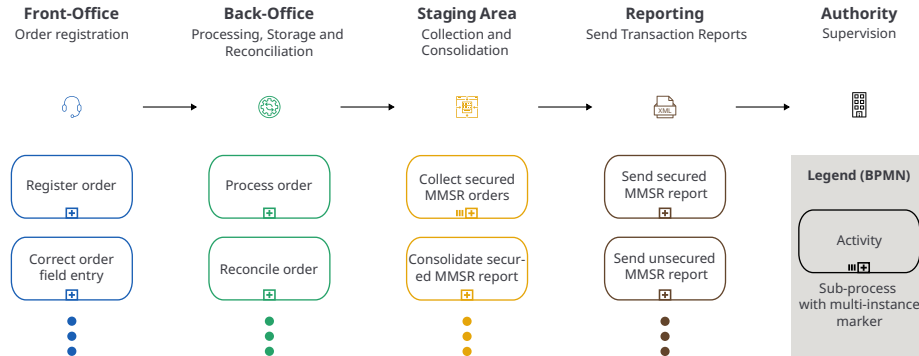 Front-Office
Order registration
Back-Office
Processing, Storage and
Reconciliation
Staging Area
Collection and
Consolidation
Reporting
Send Transaction Reports
Authority
Supervision
XML
Register order
Process order
Collect secured
MMSR orders
Send secured
MMSR report
Legend (BPMN)
Correct order
field entry
Reconcile order
Consolidate secur-
ed MMSR report
Send unsecured
MMSR report
Activity
Sub-process
with multi-instance
marker